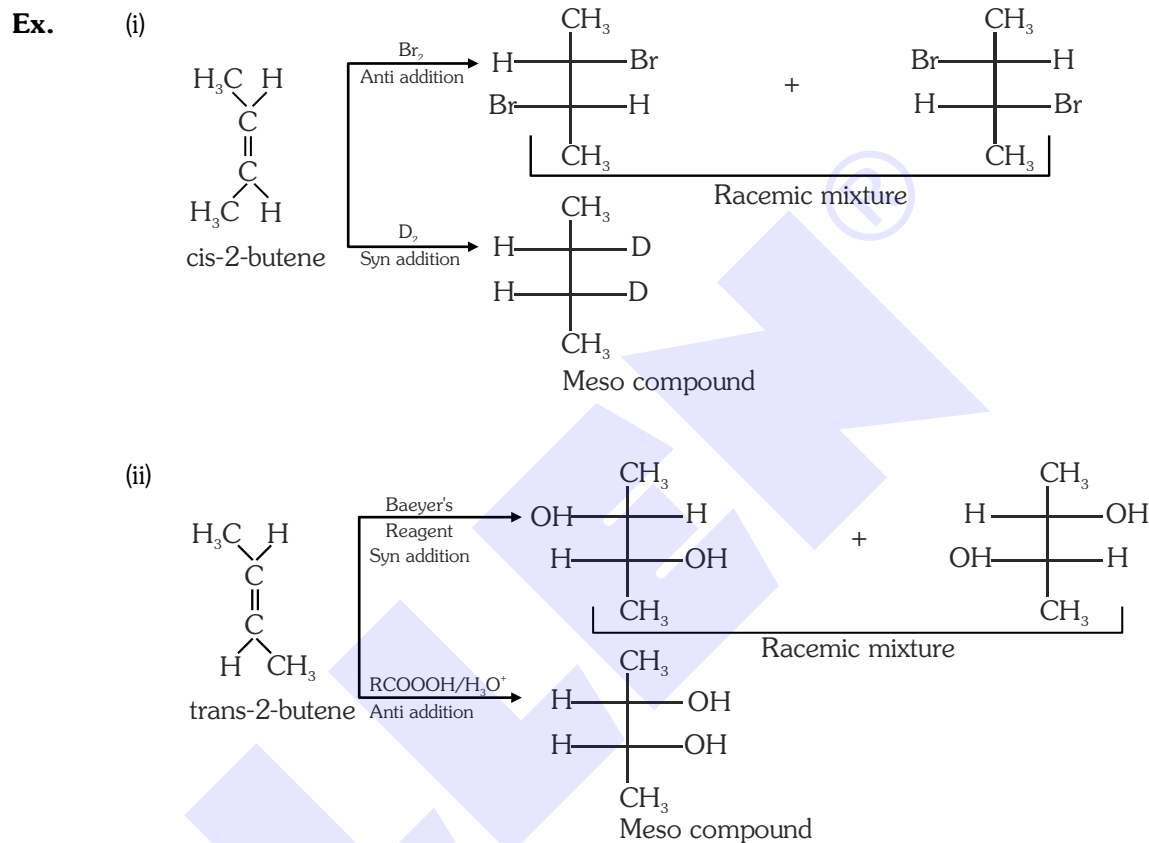 Ex. (i)
CH₃
H Br
Br H
CH₃
+
CH₃
Br H
H Br
CH₃
Racemic mixture
H₃C H
C
C
H₃C H
cis-2-butene
Br₂
Anti addition
D₂
Syn addition
CH₃
H D
H D
CH₃
Meso compound
®
(ii)
H₃C H
C
C
H CH₃
trans-2-butene
Baeyer's
Reagent
Syn addition
CH₃
OH H
H OH
CH₃
+
CH₃
H OH
OH H
CH₃
Racemic mixture
RCOOOH/H₃O⁺
Anti addition
CH₃
H OH
H OH
CH₃
Meso compound